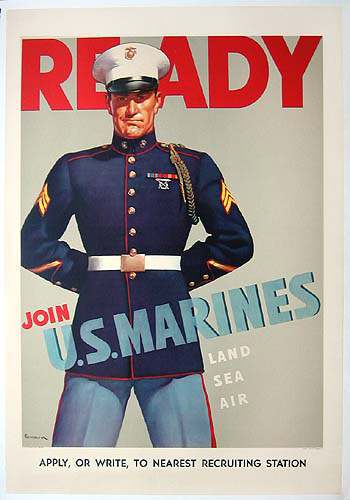 READY
JOIN
U.S. MARINES
LAND
SEA
AIR
APPLY, OR WRITE, TO NEAREST RECRUITING STATION